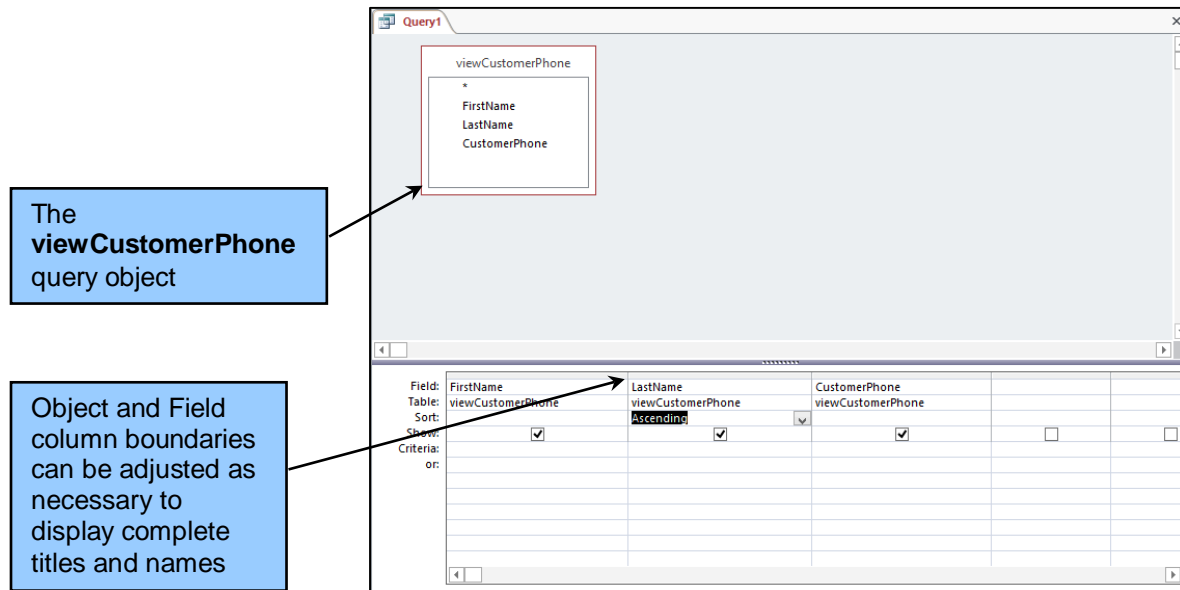 Query1
viewCustomerPhone
*
FirstName
LastName
CustomerPhone
The
viewCustomerPhone
query object
Object and Field
column boundaries
can be adjusted as
necessary to
display complete
titles and names
Field: FirstName LastName CustomerPhone
Table: viewCustomerPhone viewCustomerPhone viewCustomerPhone
Sort: Ascending
Show:
Criteria:
or: